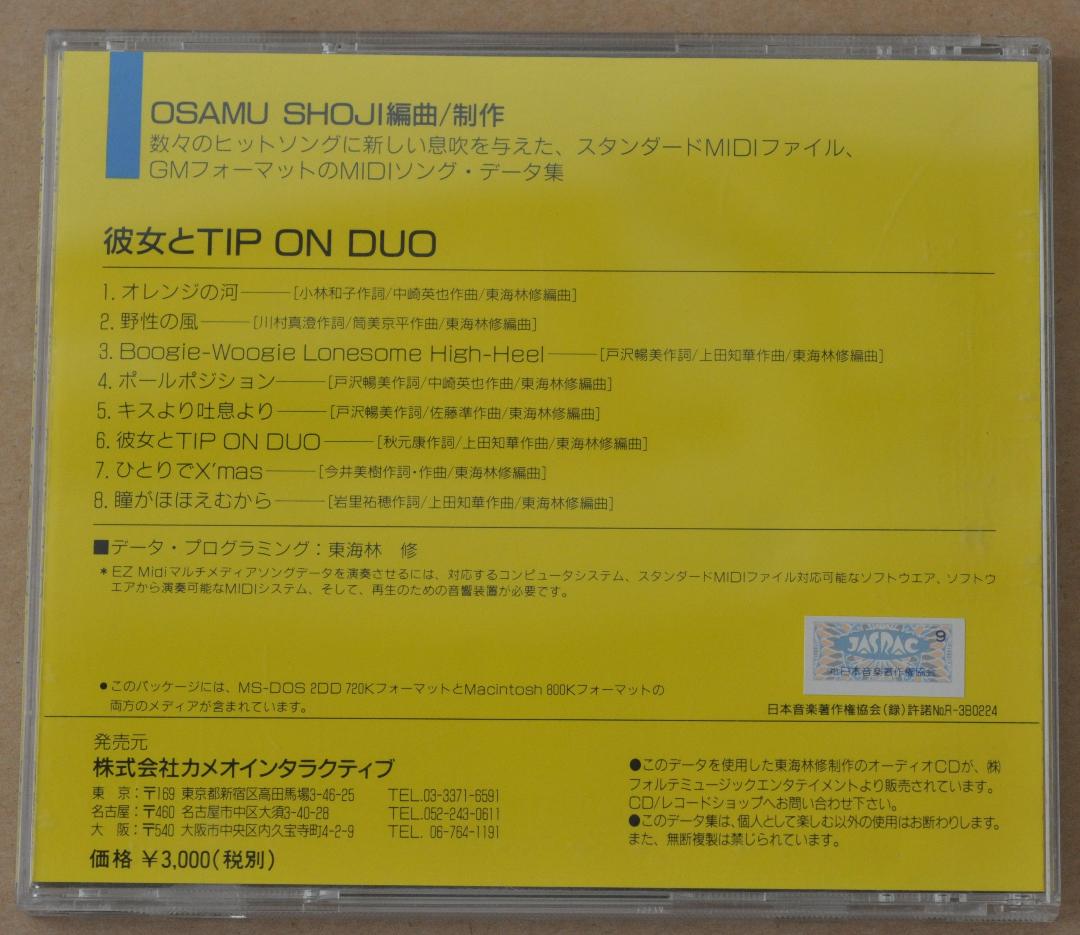 OSAMU SHOJI編曲/制作
数々のヒットソングに新しい息吹を与えた、スタンダードMIDIファイル、
GMフォーマットのMIDIソング・データ集
彼女とTIP ON DUO
1. オレンジの河───[小林和子作詞/中崎英也作曲/東海林修編曲]
2. 野性の風───[川村真澄作詞/筒美京平作曲/東海林修編曲]
3. Boogie-Woogie Lonesome High-Heel───[戸沢暢美作詞/上田知華作曲/東海林修編曲]
4. ポールポジション───[戸沢暢美作詞/中崎英也作曲/東海林修編曲]
5. キスより吐息より───[戸沢暢美作詞/佐藤準作曲/東海林修編曲]
6. 彼女とTIP ON DUO───[秋元康作詞/上田知華作曲/東海林修編曲]
7. ひとりでX'mas───[今井美樹作詞・作曲/東海林修編曲]
8. 瞳がほほえむから───[岩里祐穂作詞/上田知華作曲/東海林修編曲]
■データ・プログラミング：東海林 修
＊EZ Midiマルチメディアソングデータを演奏させるには、対応するコンピュータシステム、スタンダードMIDIファイル対応可能なソフトウエア、ソフトウ
エアから演奏可能なMIDIシステム、そして、再生のための音響装置が必要です。
9
JASRAC
日本音楽著作権協会
●このパッケージには、MS-DOS 2DD 720KフォーマットとMacintosh 800Kフォーマットの
両方のメディアが含まれています。
日本音楽著作権協会(録)許諾No.R-3B0224
発売元
株式会社カメオインタラクティブ
東 京：〒169 東京都新宿区高田馬場3-46-25 TEL.03-3371-6591
名古屋：〒460 名古屋市中区大須3-40-28 TEL.052-243-0611
大 阪：〒540 大阪市中央区内久宝寺町4-2-9 TEL. 06-764-1191
価格 ￥3,000(税別)
●このデータを使用した東海林修制作のオーディオCDが、㈱
フォルテミュージックエンタテイメントより販売されています。
CD/レコードショップへお問い合わせ下さい。
●このデータ集は、個人として楽しむ以外の使用はお断わりします。
また、無断複製は禁じられています。